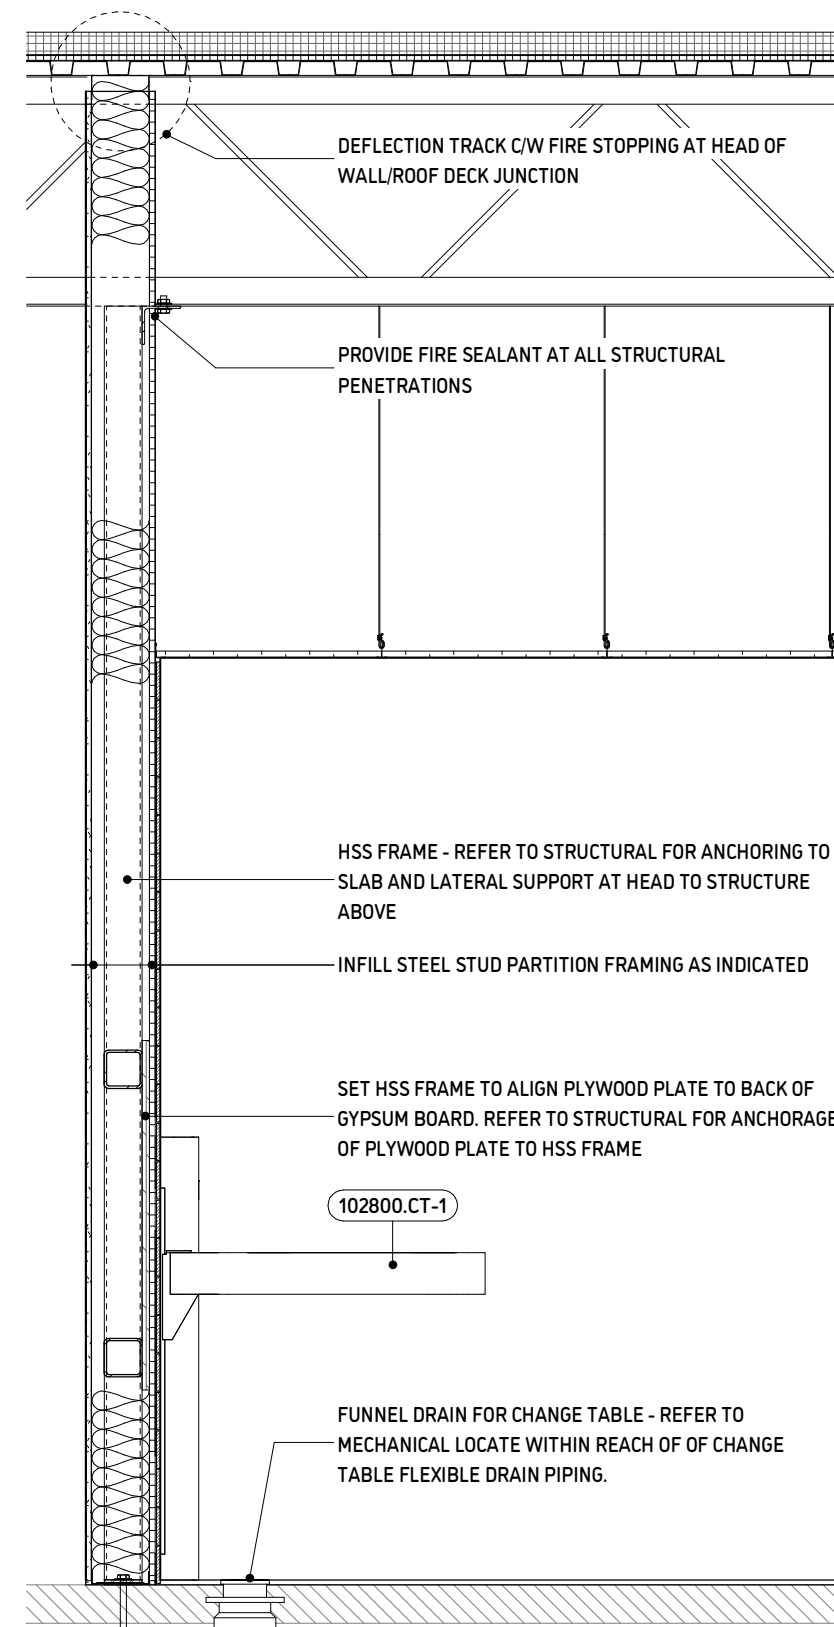 DEFLECTION TRACK C/W FIRE STOPPING AT HEAD OF
WALL/ROOF DECK JUNCTION
PROVIDE FIRE SEALANT AT ALL STRUCTURAL
PENETRATIONS
HSS FRAME - REFER TO STRUCTURAL FOR ANCHORING TO
SLAB AND LATERAL SUPPORT AT HEAD TO STRUCTURE
ABOVE
INFILL STEEL STUD PARTITION FRAMING AS INDICATED
SET HSS FRAME TO ALIGN PLYWOOD PLATE TO BACK OF
GYPSUM BOARD. REFER TO STRUCTURAL FOR ANCHORAGE
OF PLYWOOD PLATE TO HSS FRAME
102800.CT-1
FUNNEL DRAIN FOR CHANGE TABLE - REFER TO
MECHANICAL LOCATE WITHIN REACH OF OF CHANGE
TABLE FLEXIBLE DRAIN PIPING.